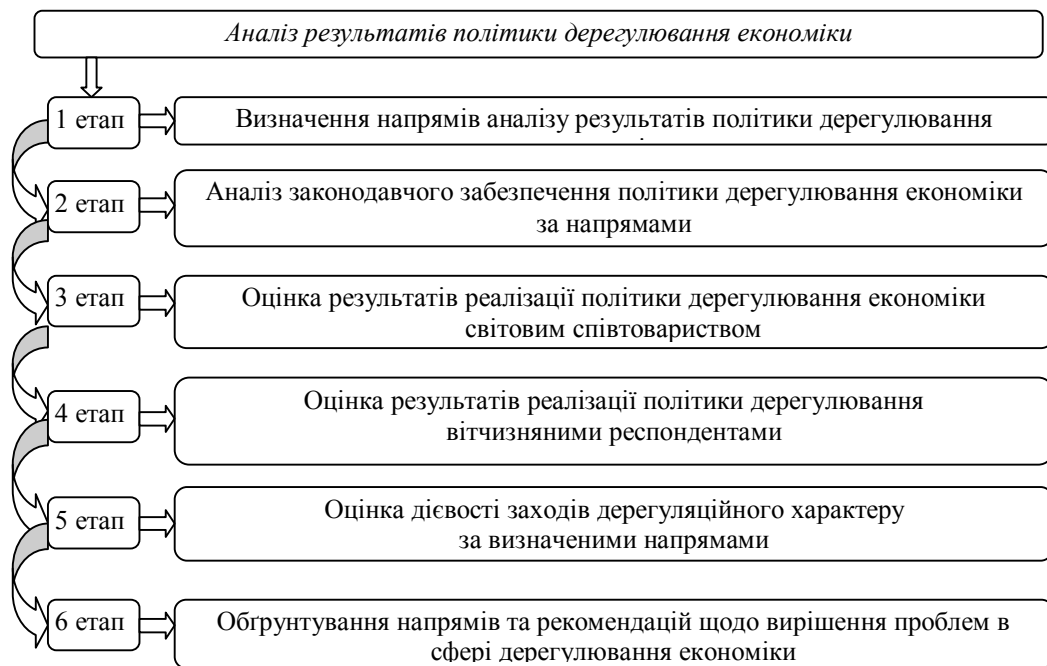 Аналіз результатів політики дерегулювання економіки
1 етап
Визначення напрямів аналізу результатів політики дерегулювання
2 етап
Аналіз законодавчого забезпечення політики дерегулювання економіки
за напрямами
3 етап
Оцінка результатів реалізації політики дерегулювання економіки
світовим співтовариством
4 етап
Оцінка результатів реалізації політики дерегулювання
вітчизняними респондентами
5 етап
Оцінка дієвості заходів дерегуляційного характеру
за визначеними напрямами
6 етап
Обґрунтування напрямів та рекомендацій щодо вирішення проблем в
сфері дерегулювання економіки